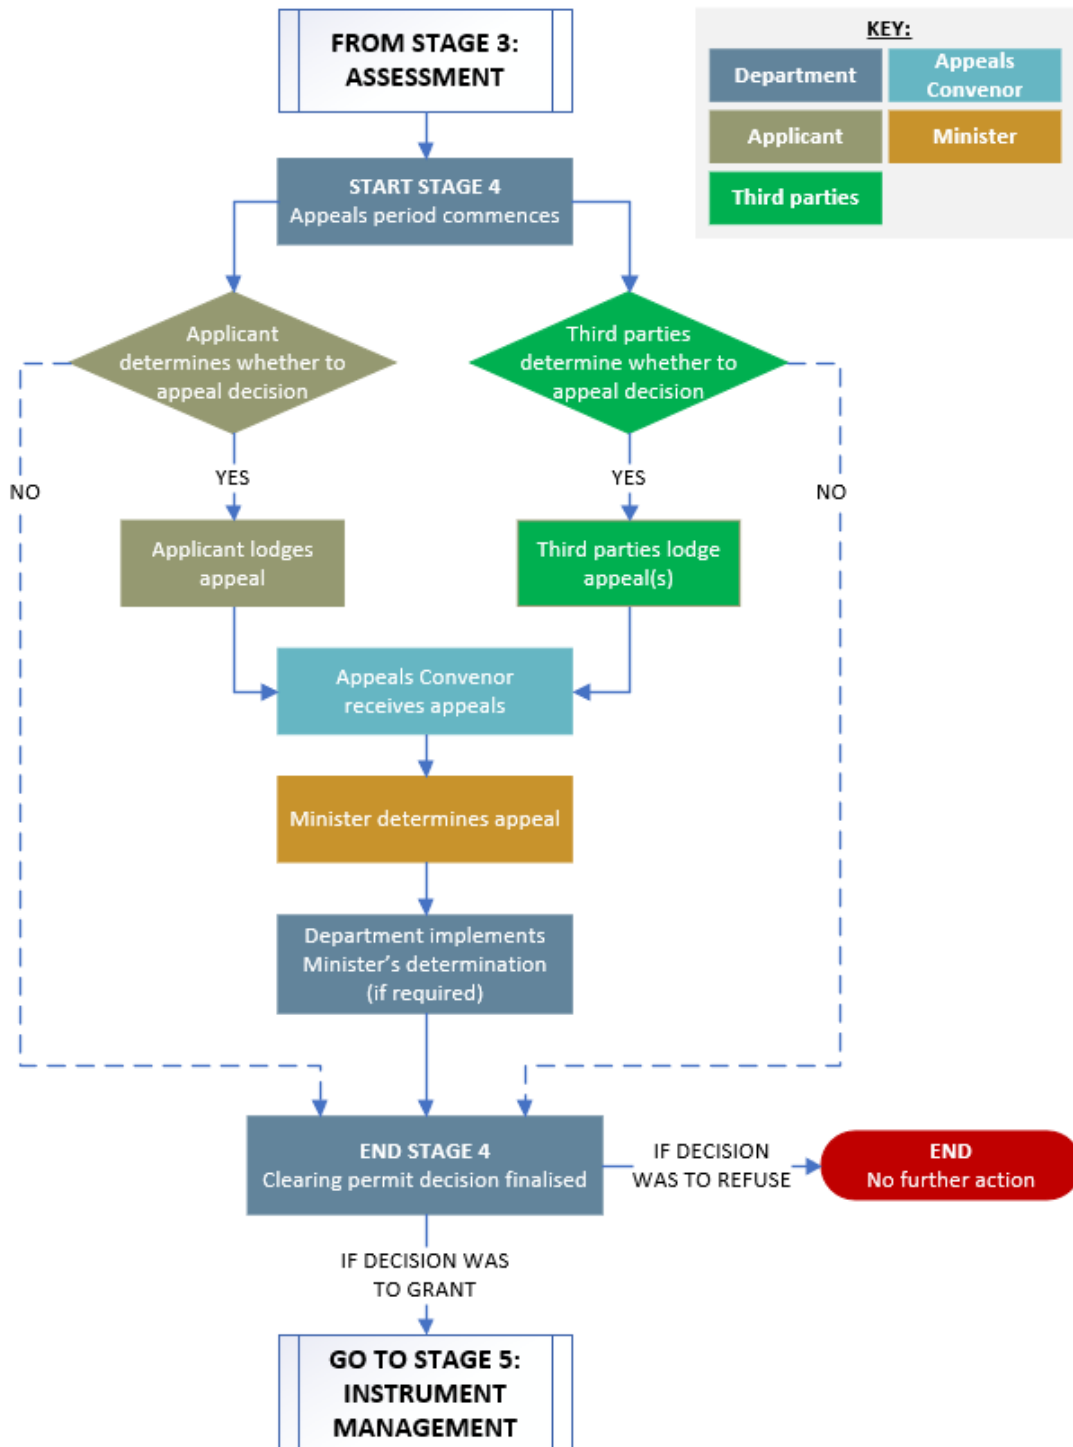 FROM STAGE 3:
ASSESSMENT
KEY:
Department
Appeals
Convenor
Applicant
Minister
Third parties
START STAGE 4
Appeals period commences
Applicant
determines whether to
appeal decision
Third parties
determine whether to
appeal decision
NO
YES
YES
NO
Applicant lodges
appeal
Third parties lodge
appeal(s)
Appeals Convenor
receives appeals
Minister determines appeal
Department implements
Minister’s determination
(if required)
END STAGE 4
Clearing permit decision finalised
IF DECISION
WAS TO REFUSE
END
No further action
IF DECISION WAS
TO GRANT
GO TO STAGE 5:
INSTRUMENT
MANAGEMENT